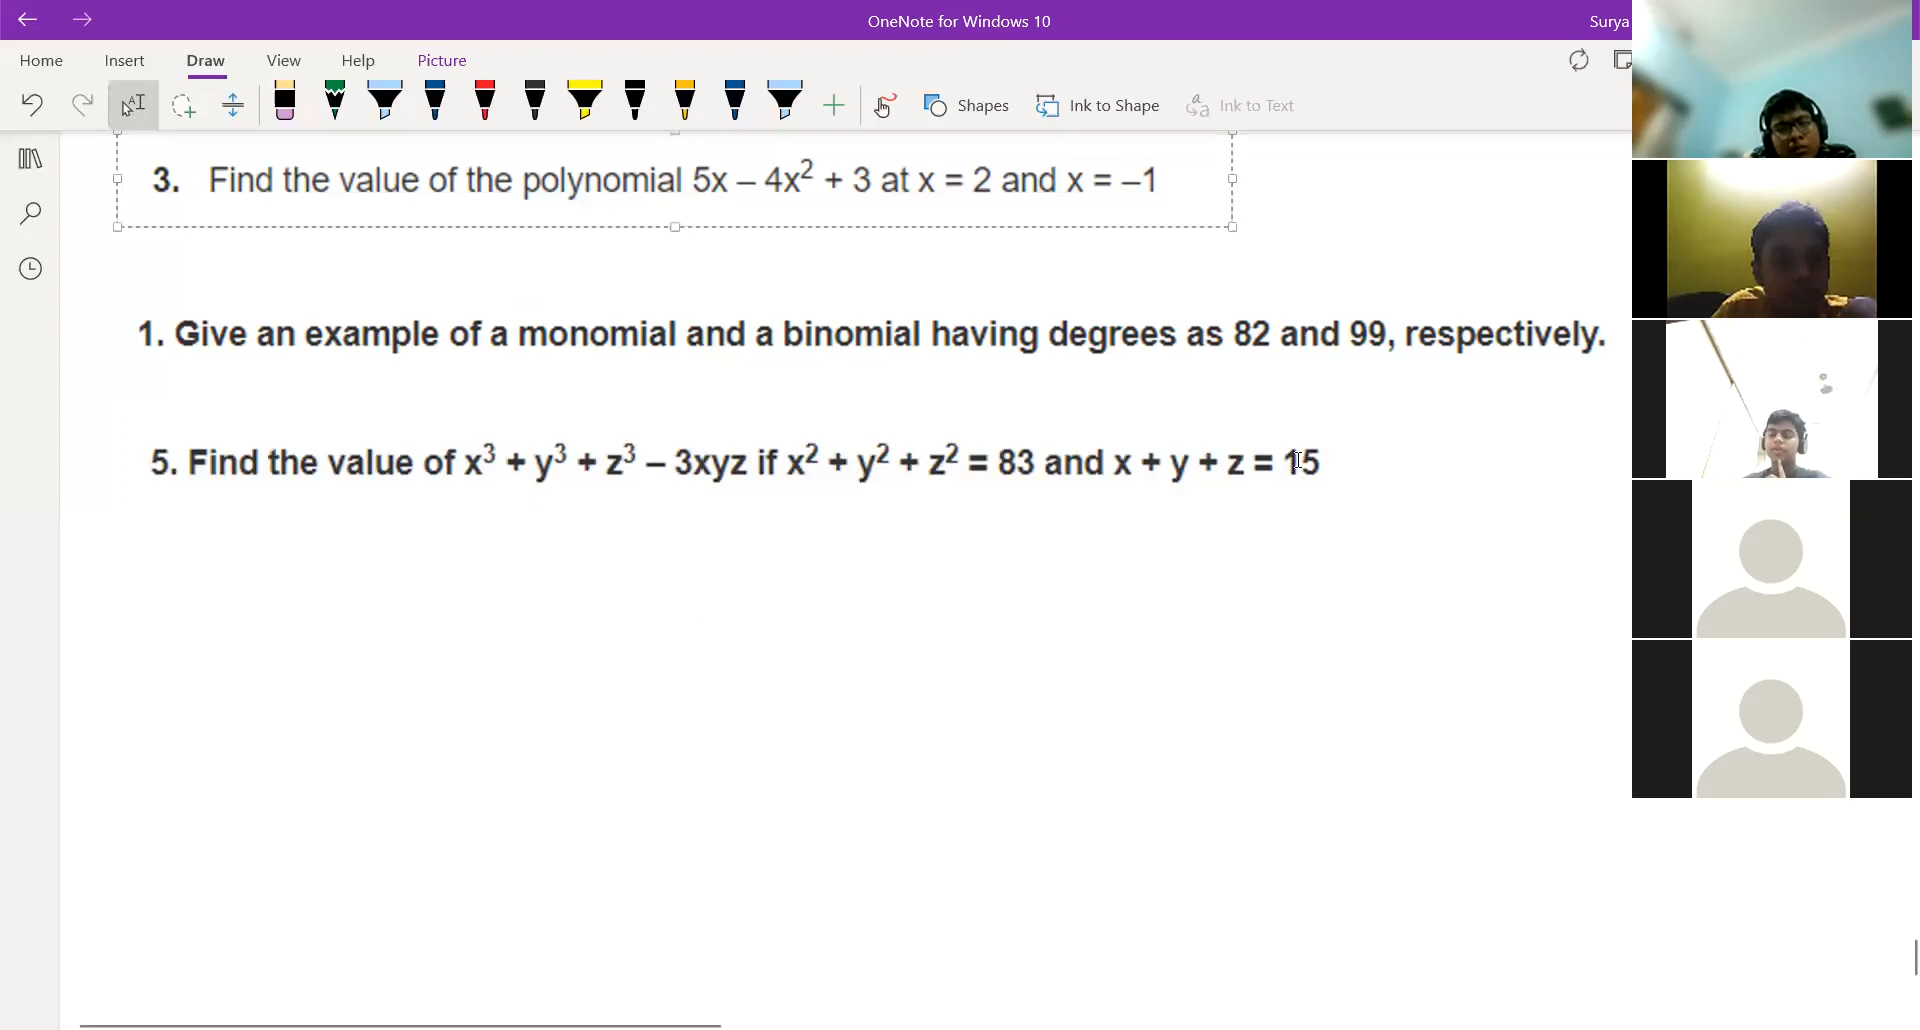 OneNote for Windows 10
Surya
Home Insert Draw View Help Picture
Shapes Ink to Shape Ink to Text
3. Find the value of the polynomial 5x – 4x² + 3 at x = 2 and x = –1
1. Give an example of a monomial and a binomial having degrees as 82 and 99, respectively.
5. Find the value of x³ + y³ + z³ – 3xyz if x² + y² + z² = 83 and x + y + z = 15